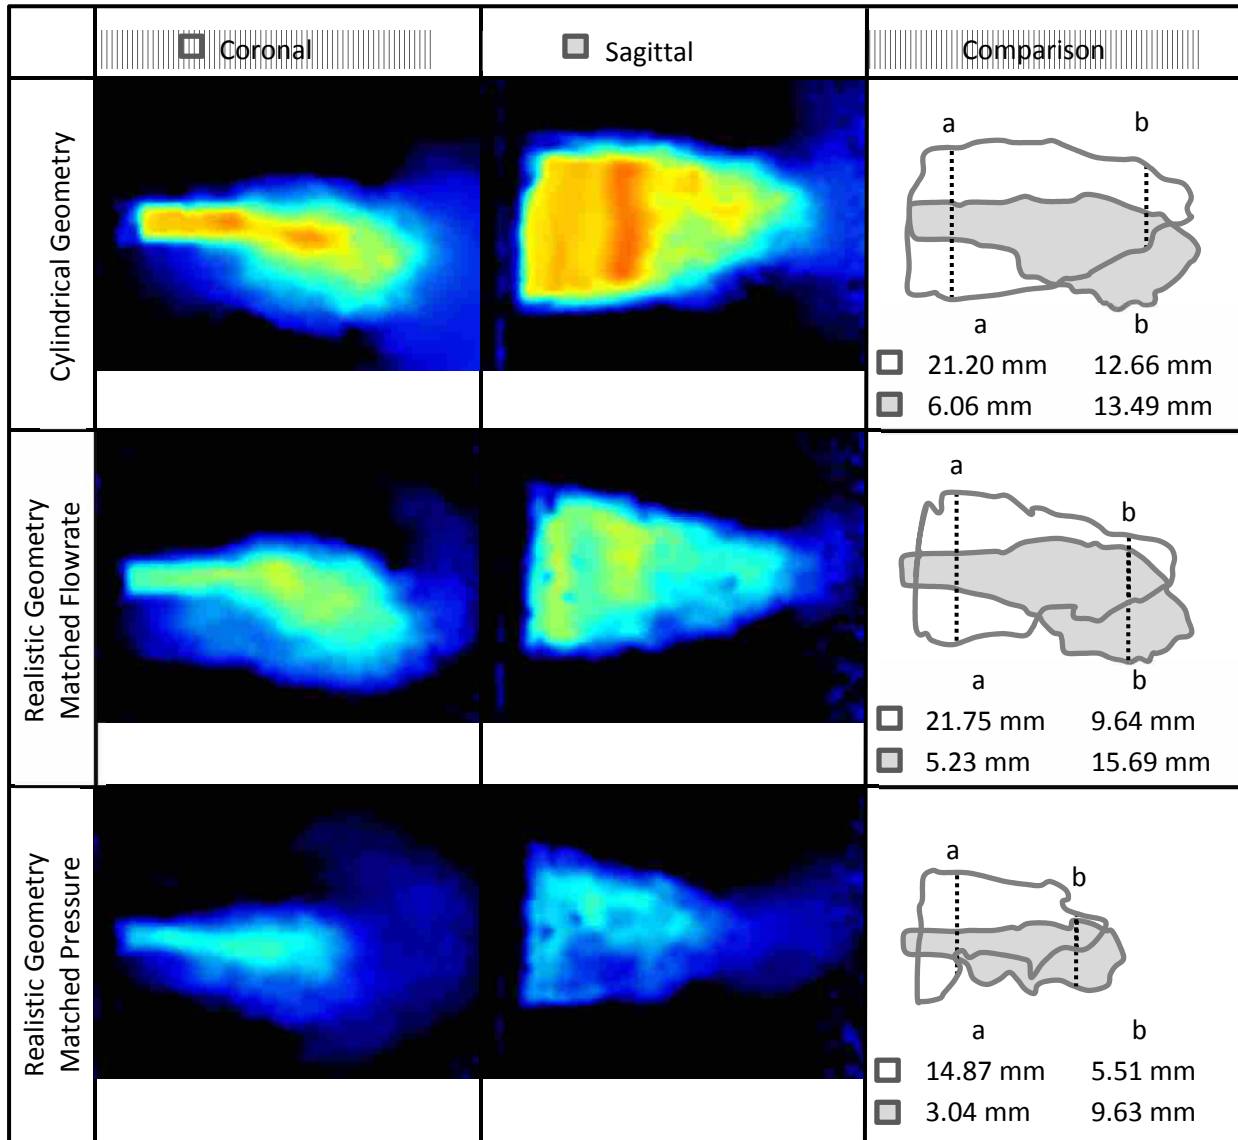 Coronal
Sagittal
Comparison
Cylindrical Geometry
a
b
a b
21.20 mm 12.66 mm
6.06 mm 13.49 mm
Realistic Geometry
Matched Flowrate
a
b
a b
21.75 mm 9.64 mm
5.23 mm 15.69 mm
Realistic Geometry
Matched Pressure
a
b
a b
14.87 mm 5.51 mm
3.04 mm 9.63 mm